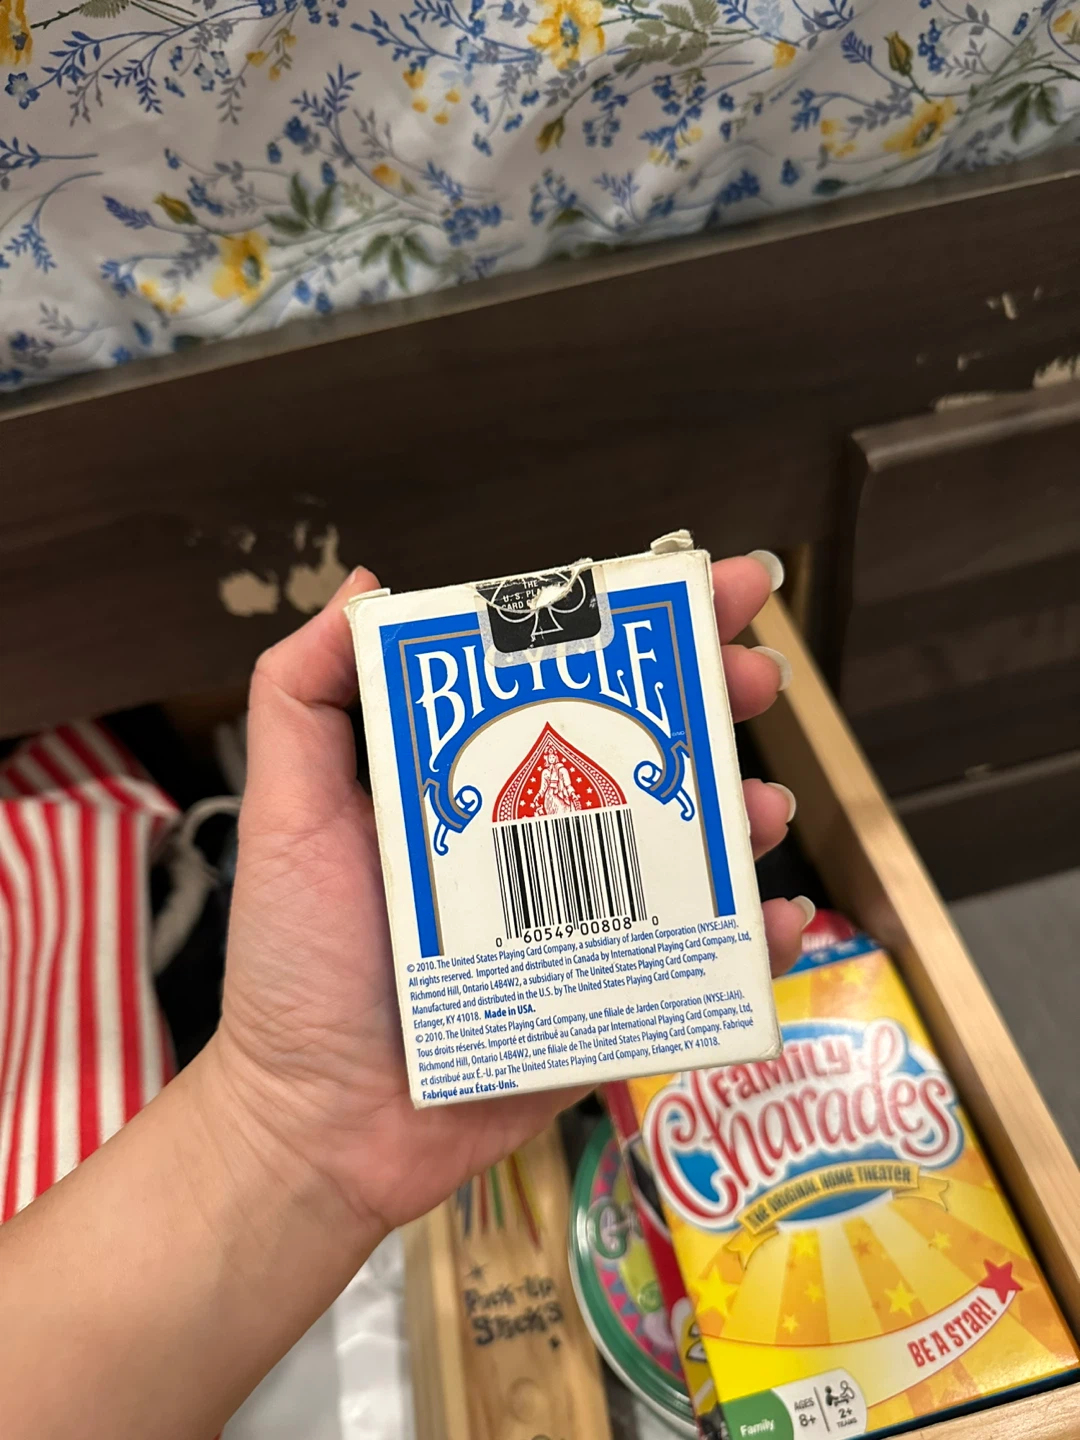 THE
U.S. PLA
CARD
BICYCLE
0 60549 00808 0
© 2010. The United States Playing Card Company, a subsidiary of Jarden Corporation (NYSE:JAH).
All rights reserved. Imported and distributed in Canada by International Playing Card Company, Ltd,
Richmond Hill, Ontario L4B4W2, a subsidiary of The United States Playing Card Company.
Manufactured and distributed in the U.S. by The United States Playing Card Company,
Erlanger, KY 41018. Made in USA.
© 2010. The United States Playing Card Company, une filiale de Jarden Corporation (NYSE:JAH).
Tous droits réservés. Importé et distribué au Canada par International Playing Card Company, Ltd,
Richmond Hill, Ontario L4B4W2, une filiale de The United States Playing Card Company. Fabriqué
et distribué aux É.-U. par The United States Playing Card Company, Erlanger, KY 41018.
Fabriqué aux États-Unis.
FAMILY
Charades
THE ORIGINAL HOME THEATER
BE A STAR!
Family
AGES
8+
2+
TEAMS
Pick-Up
Sticks